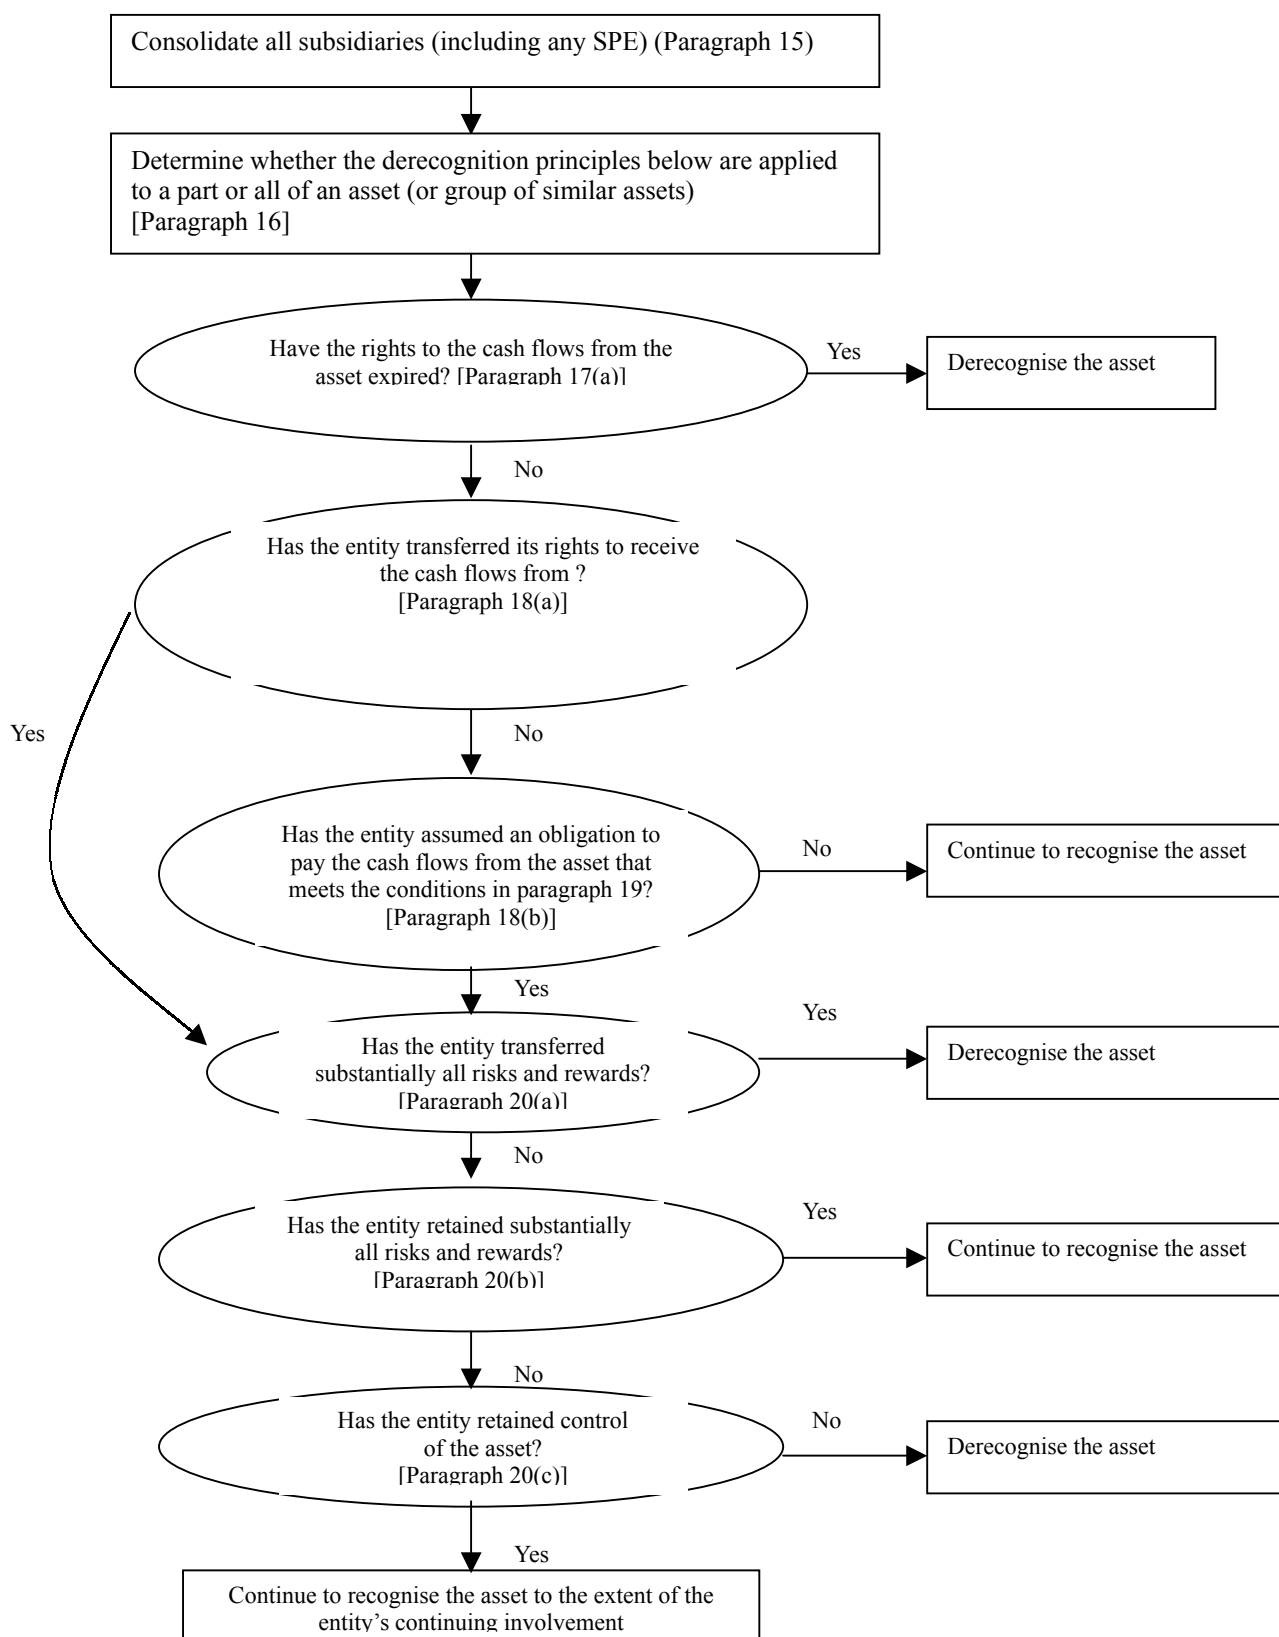 Consolidate all subsidiaries (including any SPE) (Paragraph 15)
Determine whether the derecognition principles below are applied
to a part or all of an asset (or group of similar assets)
[Paragraph 16]
Have the rights to the cash flows from the
asset expired? [Paragraph 17(a)]
Yes
Derecognise the asset
No
Has the entity transferred its rights to receive
the cash flows from ?
[Paragraph 18(a)]
Yes
No
Has the entity assumed an obligation to
pay the cash flows from the asset that
meets the conditions in paragraph 19?
[Paragraph 18(b)]
No
Continue to recognise the asset
Yes
Has the entity transferred
substantially all risks and rewards?
[Paragraph 20(a)]
Yes
Derecognise the asset
No
Has the entity retained substantially
all risks and rewards?
[Paragraph 20(b)]
Yes
Continue to recognise the asset
No
Has the entity retained control
of the asset?
[Paragraph 20(c)]
No
Derecognise the asset
Yes
Continue to recognise the asset to the extent of the
entity’s continuing involvement